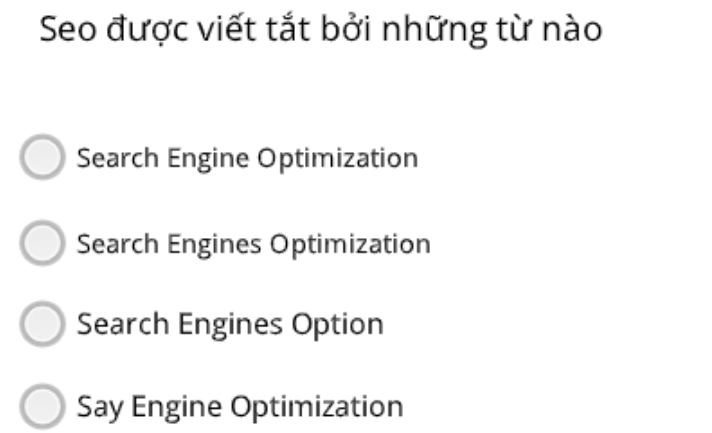 Seo được viết tắt bởi những từ nào
Search Engine Optimization
Search Engines Optimization
Search Engines Option
Say Engine Optimization